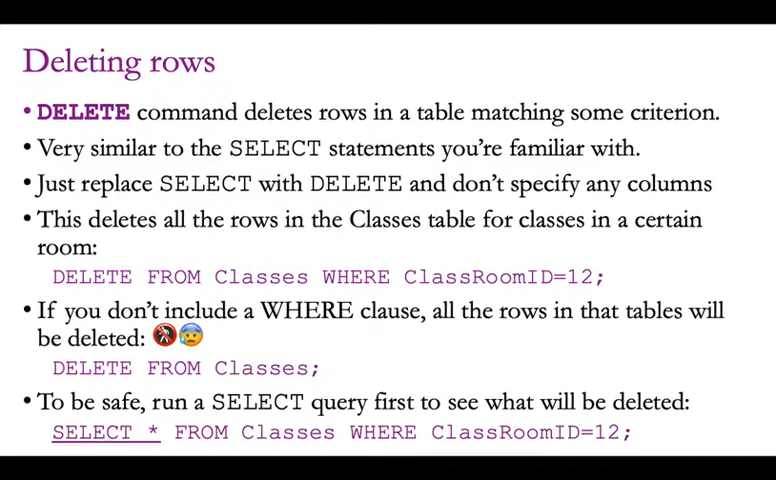 Deleting rows
• DELETE command deletes rows in a table matching some criterion.
• Very similar to the SELECT statements you're familiar with.
• Just replace SELECT with DELETE and don't specify any columns
• This deletes all the rows in the Classes table for classes in a certain
room:
DELETE FROM Classes WHERE ClassRoomID=12;
• If you don't include a WHERE clause, all the rows in that tables will
be deleted: 🚷😰
DELETE FROM Classes;
• To be safe, run a SELECT query first to see what will be deleted:
SELECT * FROM Classes WHERE ClassRoomID=12;